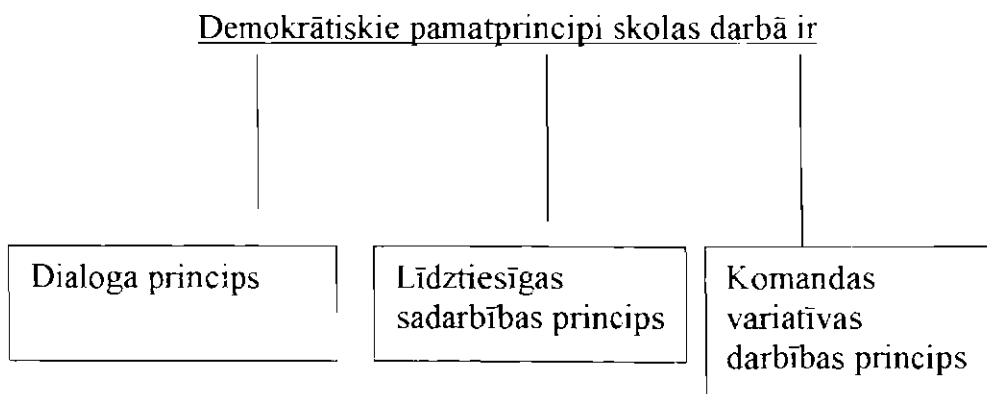 Demokrātiskie pamatprincipi skolas darbā ir
Dialoga princips
Līdztiesīgas
sadarbības princips
Komandas
variatīvas
darbības princips